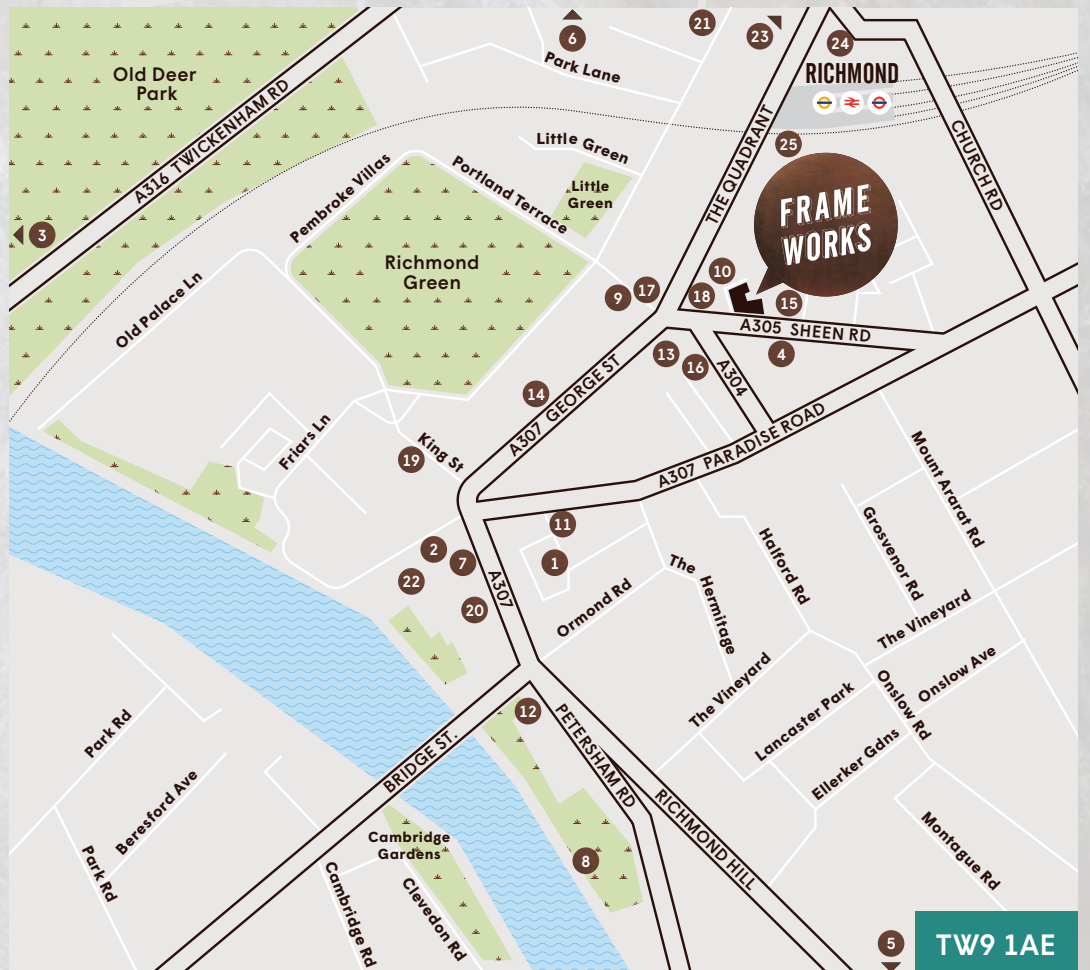 21
23
6
24
Park Lane
RICHMOND
Old Deer
Park
A316 TWICKENHAM RD
THE QUADRANT
CHURCH RD
25
Little Green
Pembroke Villas
Portland Terrace
Little
Green
FRAME
WORKS
3
Richmond
Green
Old Palace Ln
10
9
17
18
15
A305 SHEEN RD
13
16
4
A304
14
A307 GEORGE ST
A307 PARADISE ROAD
Friars Ln
King St
19
Mount Ararat Rd
Grosvenor Rd
Halford Rd
11
2
7
1
22
20
A307
The
Hermitage
Ormond Rd
The Vineyard
The Vineyard
Onslow Ave
Onslow Rd
Lancaster Park
Ellerker Gdns
12
PETERSHAM RD
BRIDGE ST.
RICHMOND HILL
Park Rd
Beresford Ave
Park Rd
Cambridge
Gardens
8
Cambridge Rd
Clevedon Rd
Montague Rd
5
TW9 1AE